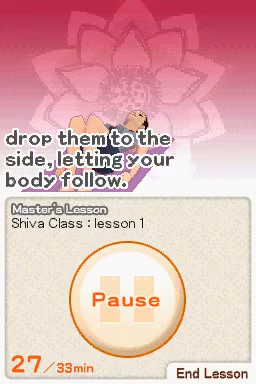 drop them to the
side, letting your
body follow.
Master's Lesson
Shiva Class : lesson 1
Pause
27/33min
End Lesson